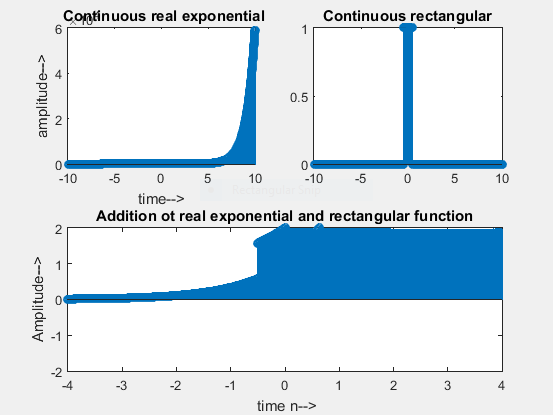 Continuous real exponential
Continuous rectangular
6
4
2
0
amplitude-->
-10 -5 0 5 10
time-->
1
0.5
0
-10 -5 0 5 10
Addition of real exponential and rectangular function
2
1
0
-1
-2
Amplitude-->
-4 -3 -2 -1 0 1 2 3 4
time n-->